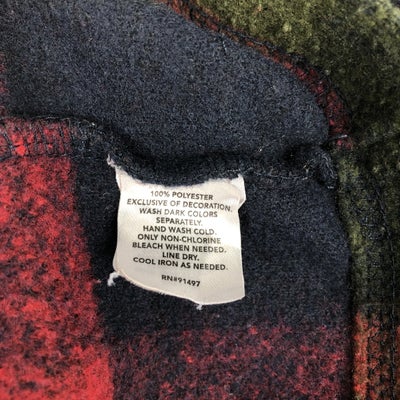 100% POLYESTER
EXCLUSIVE OF DECORATION.
WASH DARK COLORS
SEPARATELY.
HAND WASH COLD.
ONLY NON-CHLORINE
BLEACH WHEN NEEDED.
LINE DRY.
COOL IRON AS NEEDED.
RN#91497